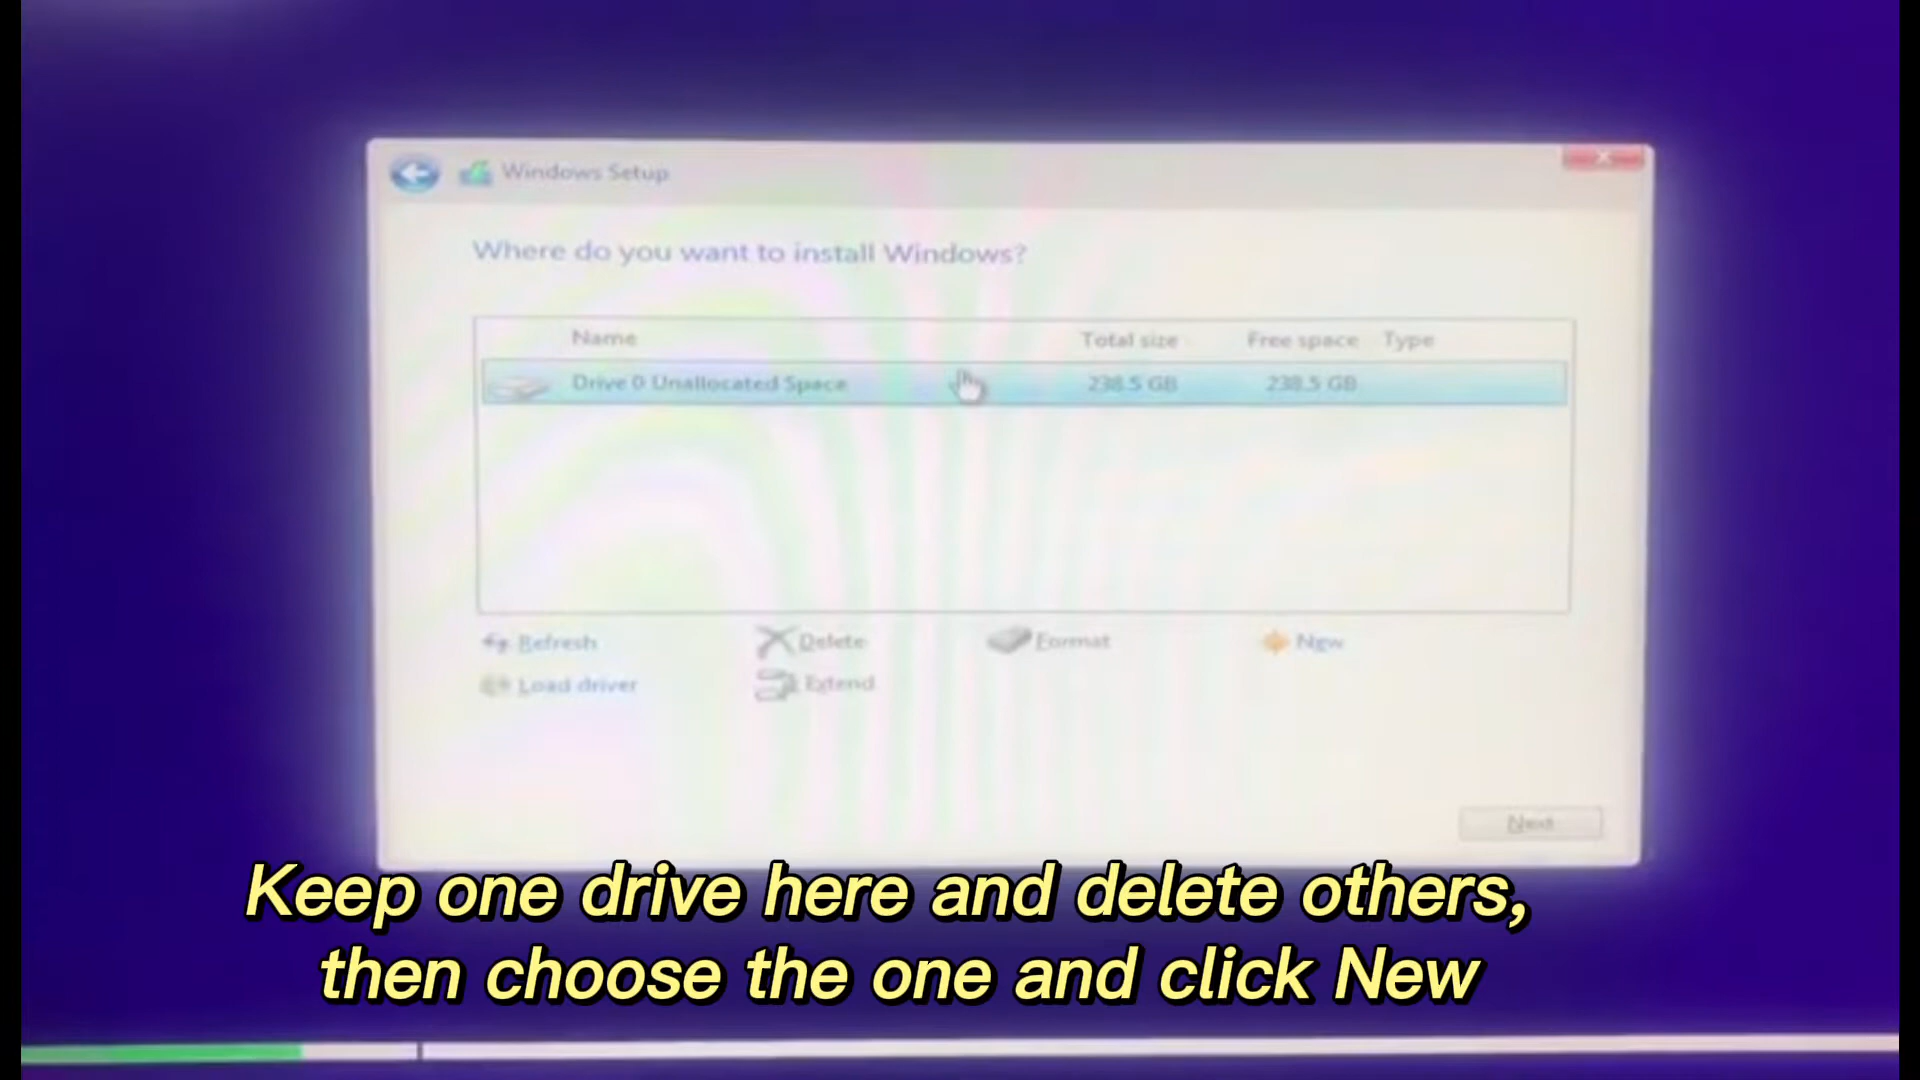 Windows Setup
Where do you want to install Windows?
Name Total size Free space Type
Drive 0 Unallocated Space 238.5 GB 238.5 GB
Refresh Delete Format New
Load driver Extend
Next
Keep one drive here and delete others,
then choose the one and click New